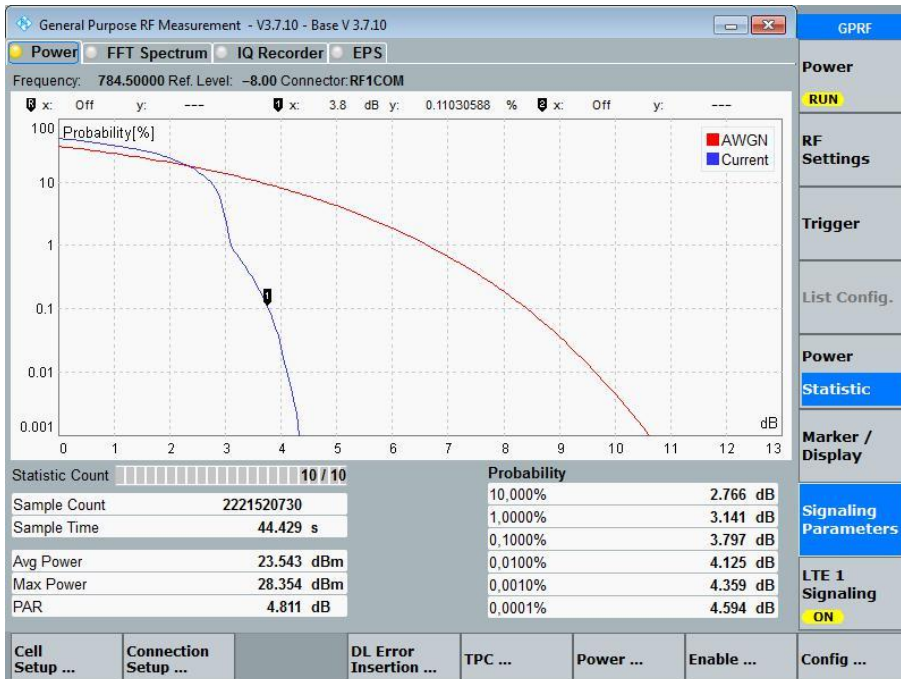 General Purpose RF Measurement - V3.7.10 - Base V 3.7.10
GPRF
Power FFT Spectrum IQ Recorder EPS
Frequency: 784.50000 Ref. Level: -8.00 Connector: RF1COM
R x: Off y: --- 1 x: 3.8 dB y: 0.11030588 % 2 x: Off y: ---
Probability[%]
AWGN
Current
100
10
1
0.1
0.01
0.001
1
dB
0 1 2 3 4 5 6 7 8 9 10 11 12 13
Statistic Count 10 / 10
Sample Count 2221520730
Sample Time 44.429 s
Avg Power 23.543 dBm
Max Power 28.354 dBm
PAR 4.811 dB
Probability
10,000% 2.766 dB
1,0000% 3.141 dB
0,1000% 3.797 dB
0,0100% 4.125 dB
0,0010% 4.359 dB
0,0001% 4.594 dB
Power
RUN
RF
Settings
Trigger
List Config.
Power
Statistic
Marker /
Display
Signaling
Parameters
LTE 1
Signaling
ON
Cell
Setup ...
Connection
Setup ...
DL Error
Insertion ...
TPC ...
Power ...
Enable ...
Config ...